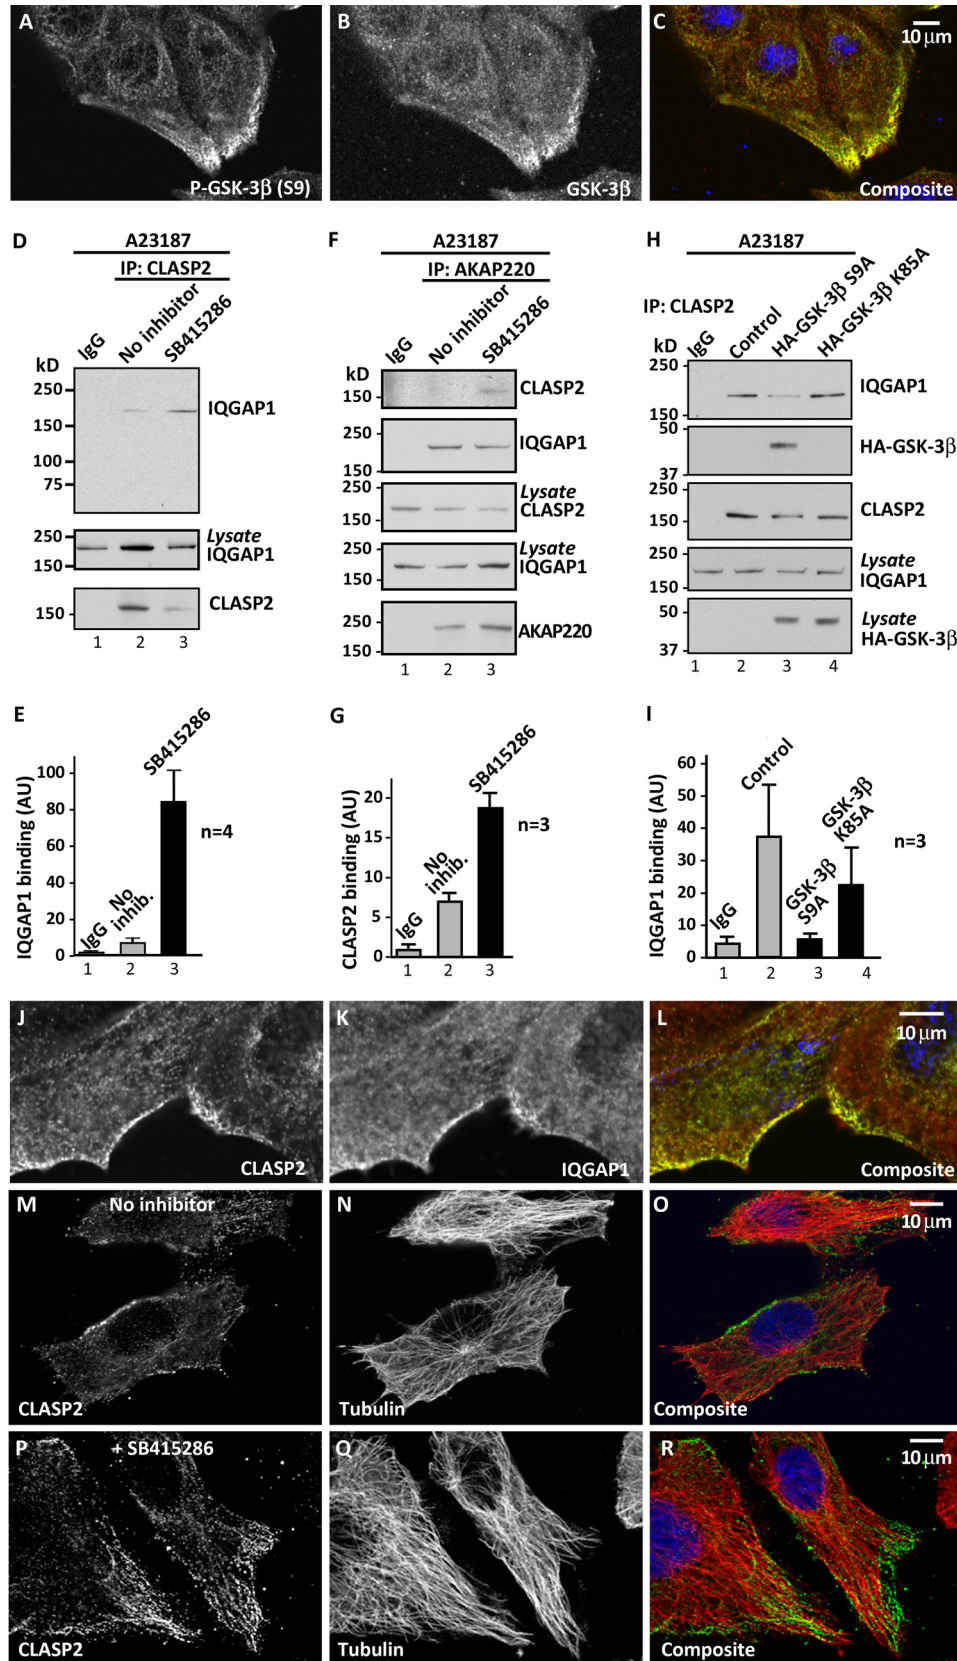 A
B
C
10 μm
P-GSK-3β (S9)
GSK-3β
Composite
D
A23187
IP: CLASP2
IgG
No inhibitor
SB415286
kD
250
150
100
75
IQGAP1
250
150
Lysate
IQGAP1
150
CLASP2
1 2 3
F
A23187
IP: AKAP220
IgG
No inhibitor
SB415286
kD
150
CLASP2
250
150
IQGAP1
250
150
Lysate
CLASP2
250
150
Lysate
IQGAP1
250
150
AKAP220
1 2 3
H
A23187
IP: CLASP2
IgG
Control
HA-GSK-3β S9A
HA-GSK-3β K85A
kD
250
150
IQGAP1
50
37
HA-GSK-3β
250
150
CLASP2
250
150
Lysate
IQGAP1
50
37
Lysate
HA-GSK-3β
1 2 3 4
E
IQGAP1 binding (AU)
100
80
60
40
20
0
IgG
No
inhib.
SB415286
n=4
1 2 3
G
CLASP2 binding (AU)
20
15
10
5
0
IgG
No
inhib.
SB415286
n=3
1 2 3
I
IQGAP1 binding (AU)
60
50
40
30
20
10
0
IgG
Control
GSK-3β
S9A
GSK-3β
K85A
n=3
1 2 3 4
J
CLASP2
K
IQGAP1
L
10 μm
Composite
M
No inhibitor
CLASP2
N
Tubulin
O
10 μm
Composite
P
+ SB415286
CLASP2
Q
Tubulin
R
10 μm
Composite